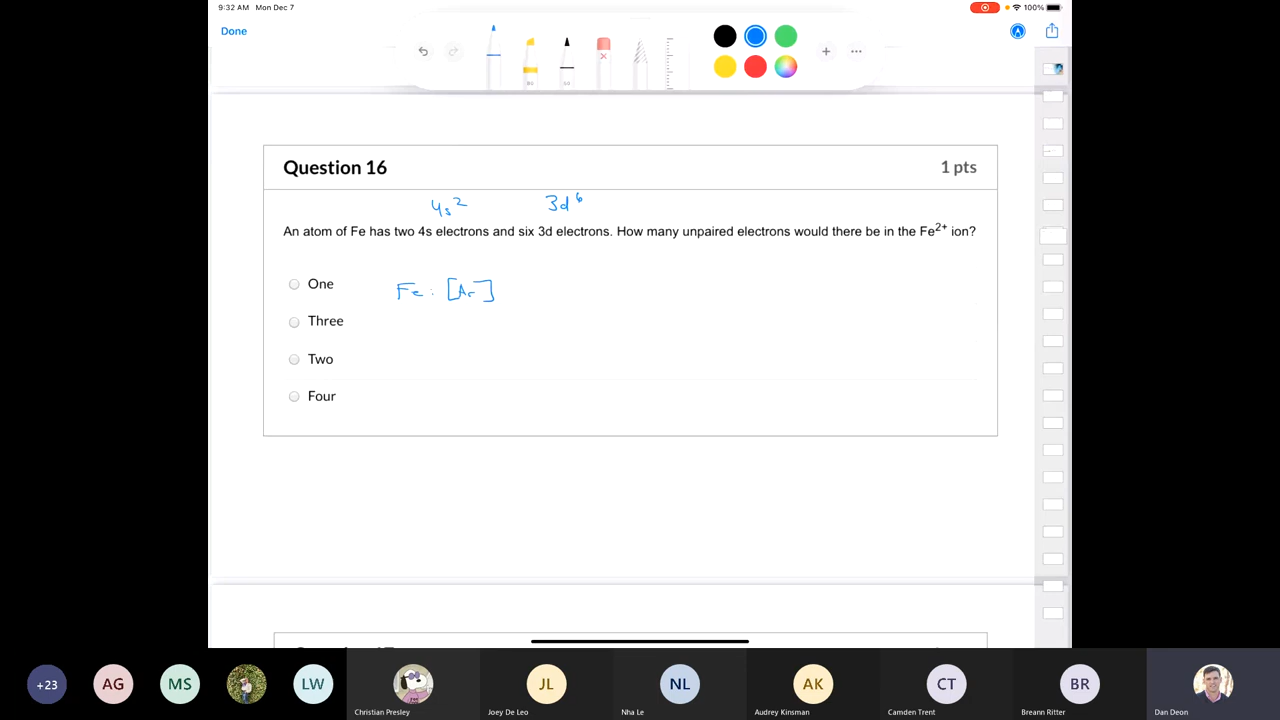 9:32 AM Mon Dec 7
100%
Done
Question 16
1 pts
4s² 3d⁶
An atom of Fe has two 4s electrons and six 3d electrons. How many unpaired electrons would there be in the Fe²⁺ ion?
One
Fe: [Ar]
Three
Two
Four
+23
AG
MS
LW
JL
NL
AK
CT
BR
Christian Presley
Joey De Leo
Nha Le
Audrey Kinsman
Camden Trent
Breann Ritter
Dan Deon